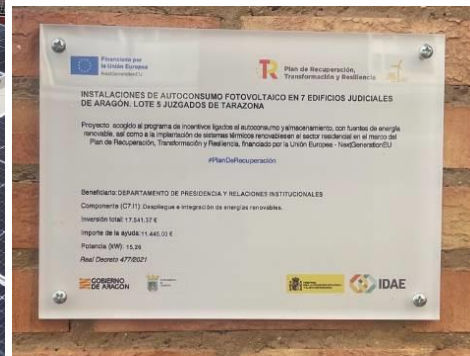 Financiado por
la Unión Europea
NextGenerationEU
Plan de Recuperación,
Transformación y Resiliencia
INSTALACIONES DE AUTOCONSUMO FOTOVOLTAICO EN 7 EDIFICIOS JUDICIALES
DE ARAGÓN. LOTE 5 JUZGADOS DE TARAZONA
Proyecto acogido al programa de incentivos ligados al autoconsumo y almacenamiento, con fuentes de energía
renovable, así como a la implantación de sistemas térmicos renovables en el sector residencial en el marco del
Plan de Recuperación, Transformación y Resiliencia, financiado por la Unión Europea - NextGenerationEU
#PlanDeRecuperación
Beneficiario: DEPARTAMENTO DE PRESIDENCIA Y RELACIONES INSTITUCIONALES
Componente (C7.I1): Despliegue e integración de energías renovables.
Inversión total: 17.541,37 €
Importe de la ayuda: 11.445,00 €
Potencia (kW): 15,26
Real Decreto 477/2021
GOBIERNO
DE ARAGON
IDAE